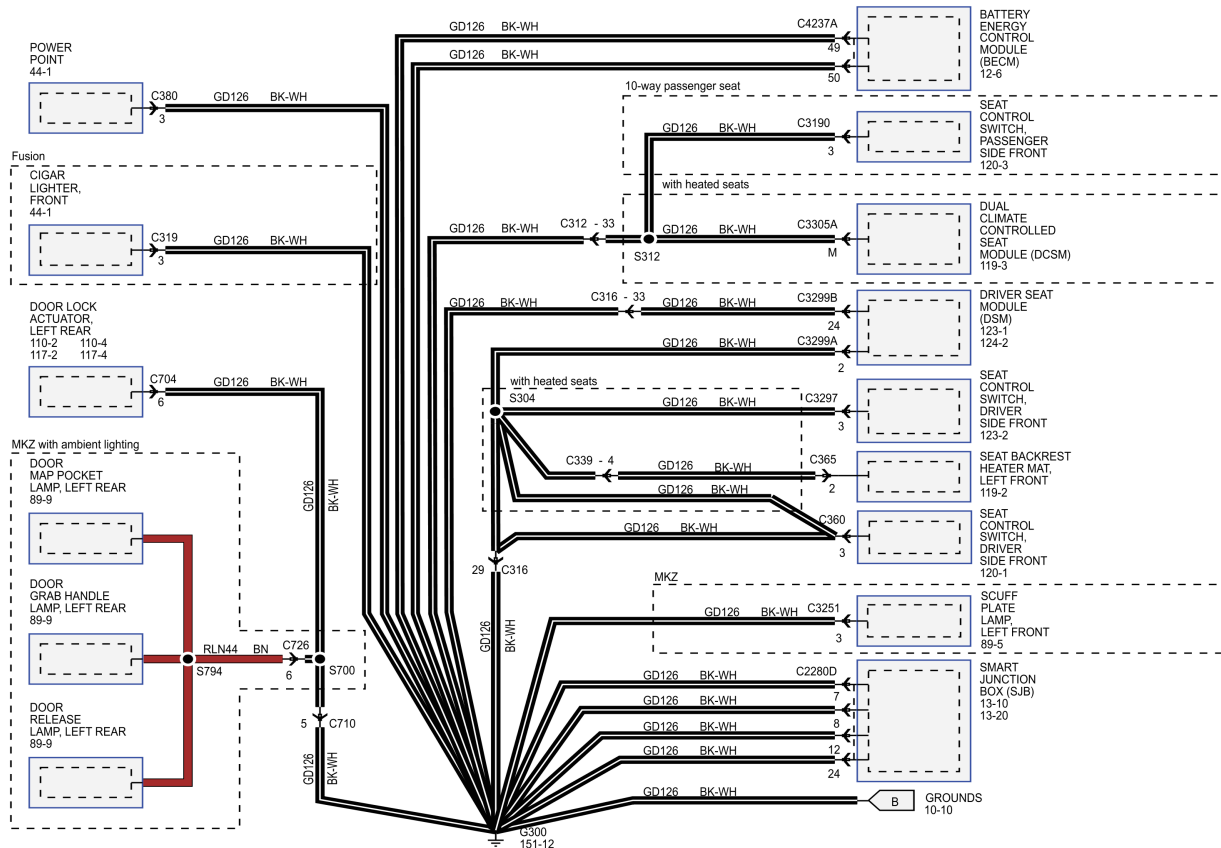 POWER
POINT
44-1
C380
3
GD126 BK-WH
Fusion
CIGAR
LIGHTER,
FRONT
44-1
C319
3
GD126 BK-WH
DOOR LOCK
ACTUATOR,
LEFT REAR
110-2 110-4
117-2 117-4
C704
6
GD126 BK-WH
MKZ with ambient lighting
DOOR
MAP POCKET
LAMP, LEFT REAR
89-9
DOOR
GRAB HANDLE
LAMP, LEFT REAR
89-9
DOOR
RELEASE
LAMP, LEFT REAR
89-9
RLN44 BN
S794
C726
6
S700
GD126
BK-WH
5 C710
GD126
BK-WH
GD126 BK-WH
C4237A
49
GD126 BK-WH
50
BATTERY
ENERGY
CONTROL
MODULE
(BECM)
12-6
10-way passenger seat
GD126 BK-WH
C3190
3
SEAT
CONTROL
SWITCH,
PASSENGER
SIDE FRONT
120-3
with heated seats
GD126 BK-WH
C312 - 33
S312
GD126 BK-WH
C3305A
M
DUAL
CLIMATE
CONTROLLED
SEAT
MODULE (DCSM)
119-3
GD126 BK-WH
C316 - 33
GD126 BK-WH
C3299B
24
GD126 BK-WH
C3299A
2
DRIVER SEAT
MODULE
(DSM)
123-1
124-2
with heated seats
S304
GD126 BK-WH
C3297
3
SEAT
CONTROL
SWITCH,
DRIVER
SIDE FRONT
123-2
C339 - 4
GD126 BK-WH
C365
2
SEAT BACKREST
HEATER MAT,
LEFT FRONT
119-2
GD126 BK-WH
GD126 BK-WH
C360
3
SEAT
CONTROL
SWITCH,
DRIVER
SIDE FRONT
120-1
29 C316
GD126
BK-WH
MKZ
GD126 BK-WH
C3251
3
SCUFF
PLATE
LAMP,
LEFT FRONT
89-5
GD126 BK-WH
C2280D
7
GD126 BK-WH
8
GD126 BK-WH
12
GD126 BK-WH
24
SMART
JUNCTION
BOX (SJB)
13-10
13-20
GD126 BK-WH
B
GROUNDS
10-10
G300
151-12